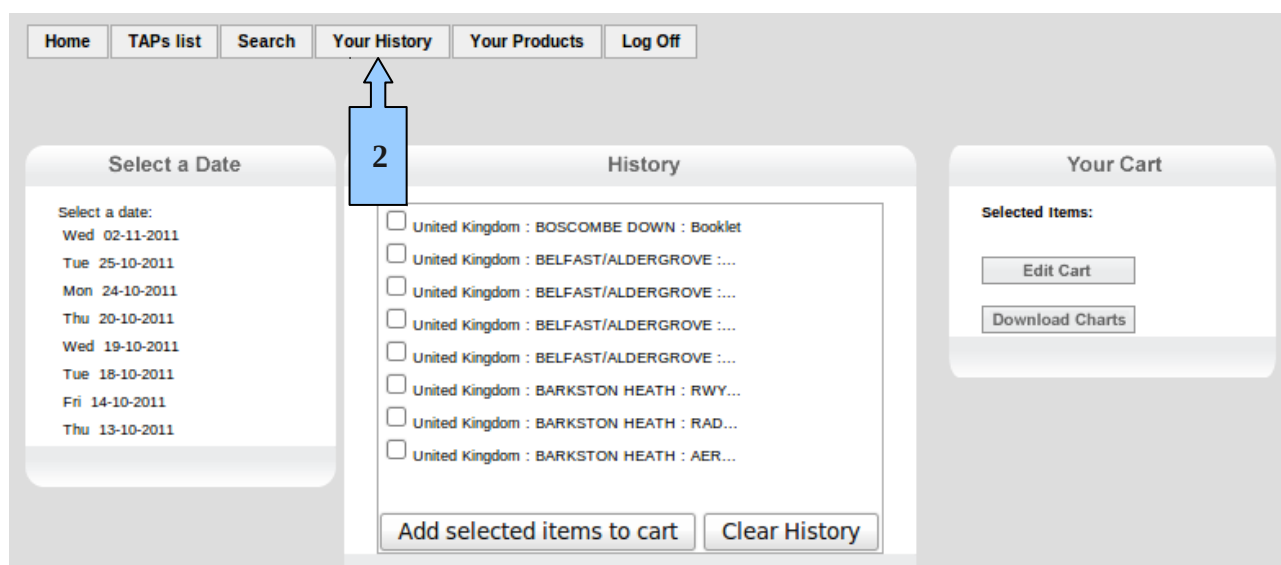 Home TAPs list Search Your History Your Products Log Off
2
Select a Date
Select a date:
Wed 02-11-2011
Tue 25-10-2011
Mon 24-10-2011
Thu 20-10-2011
Wed 19-10-2011
Tue 18-10-2011
Fri 14-10-2011
Thu 13-10-2011
History
United Kingdom : BOSCOMBE DOWN : Booklet
United Kingdom : BELFAST/ALDERGROVE :...
United Kingdom : BELFAST/ALDERGROVE :...
United Kingdom : BELFAST/ALDERGROVE :...
United Kingdom : BELFAST/ALDERGROVE :...
United Kingdom : BARKSTON HEATH : RWY...
United Kingdom : BARKSTON HEATH : RAD...
United Kingdom : BARKSTON HEATH : AER...
Add selected items to cart Clear History
Your Cart
Selected Items:
Edit Cart
Download Charts